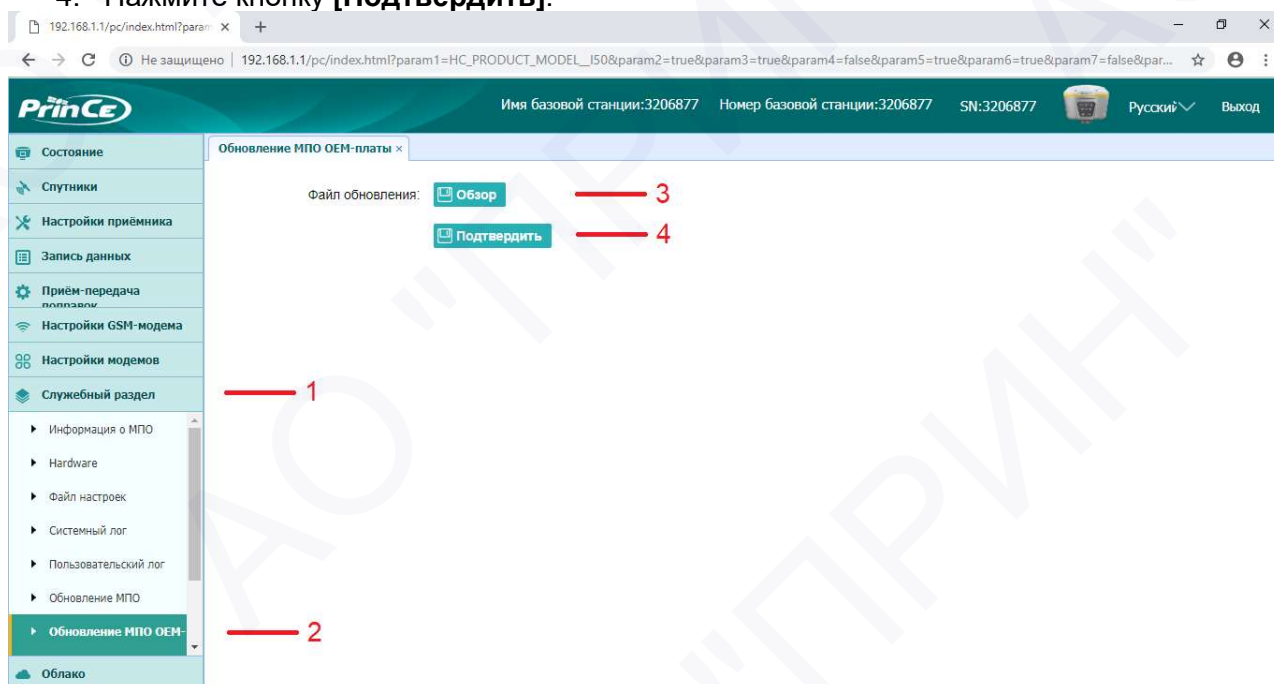 4. Нажмите кнопку [Подтвердить].
192.168.1.1/pc/index.html?param
Не защищено | 192.168.1.1/pc/index.html?param1=HC_PRODUCT_MODEL__I50&param2=true&param3=true&param4=false&param5=true&param6=true&param7=false&par...
PrinCE
Имя базовой станции:3206877 Номер базовой станции:3206877 SN:3206877 Русский Выход
Состояние
Обновление МПО OEM-платы ×
Спутники
Файл обновления: Обзор 3
Настройки приёмника
Подтвердить 4
Запись данных
Приём-передача
поправок
Настройки GSM-модема
Настройки модемов
Служебный раздел 1
Информация о МПО
Hardware
Файл настроек
Системный лог
Пользовательский лог
Обновление МПО
Обновление МПО OEM- 2
Облако
АО "ПРИН"
"ПРИН"